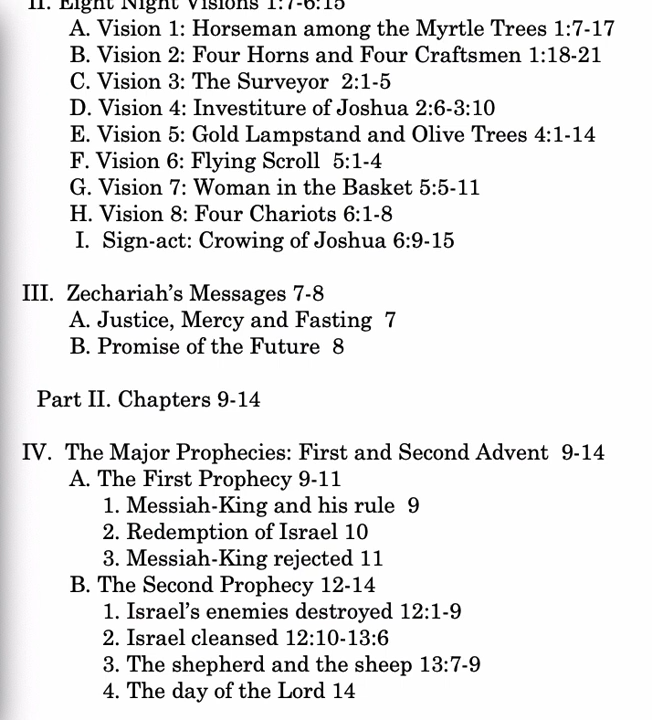 II. Eight Night Visions 1:7-6:15
A. Vision 1: Horseman among the Myrtle Trees 1:7-17
B. Vision 2: Four Horns and Four Craftsmen 1:18-21
C. Vision 3: The Surveyor 2:1-5
D. Vision 4: Investiture of Joshua 2:6-3:10
E. Vision 5: Gold Lampstand and Olive Trees 4:1-14
F. Vision 6: Flying Scroll 5:1-4
G. Vision 7: Woman in the Basket 5:5-11
H. Vision 8: Four Chariots 6:1-8
I. Sign-act: Crowing of Joshua 6:9-15
III. Zechariah's Messages 7-8
A. Justice, Mercy and Fasting 7
B. Promise of the Future 8
Part II. Chapters 9-14
IV. The Major Prophecies: First and Second Advent 9-14
A. The First Prophecy 9-11
1. Messiah-King and his rule 9
2. Redemption of Israel 10
3. Messiah-King rejected 11
B. The Second Prophecy 12-14
1. Israel's enemies destroyed 12:1-9
2. Israel cleansed 12:10-13:6
3. The shepherd and the sheep 13:7-9
4. The day of the Lord 14